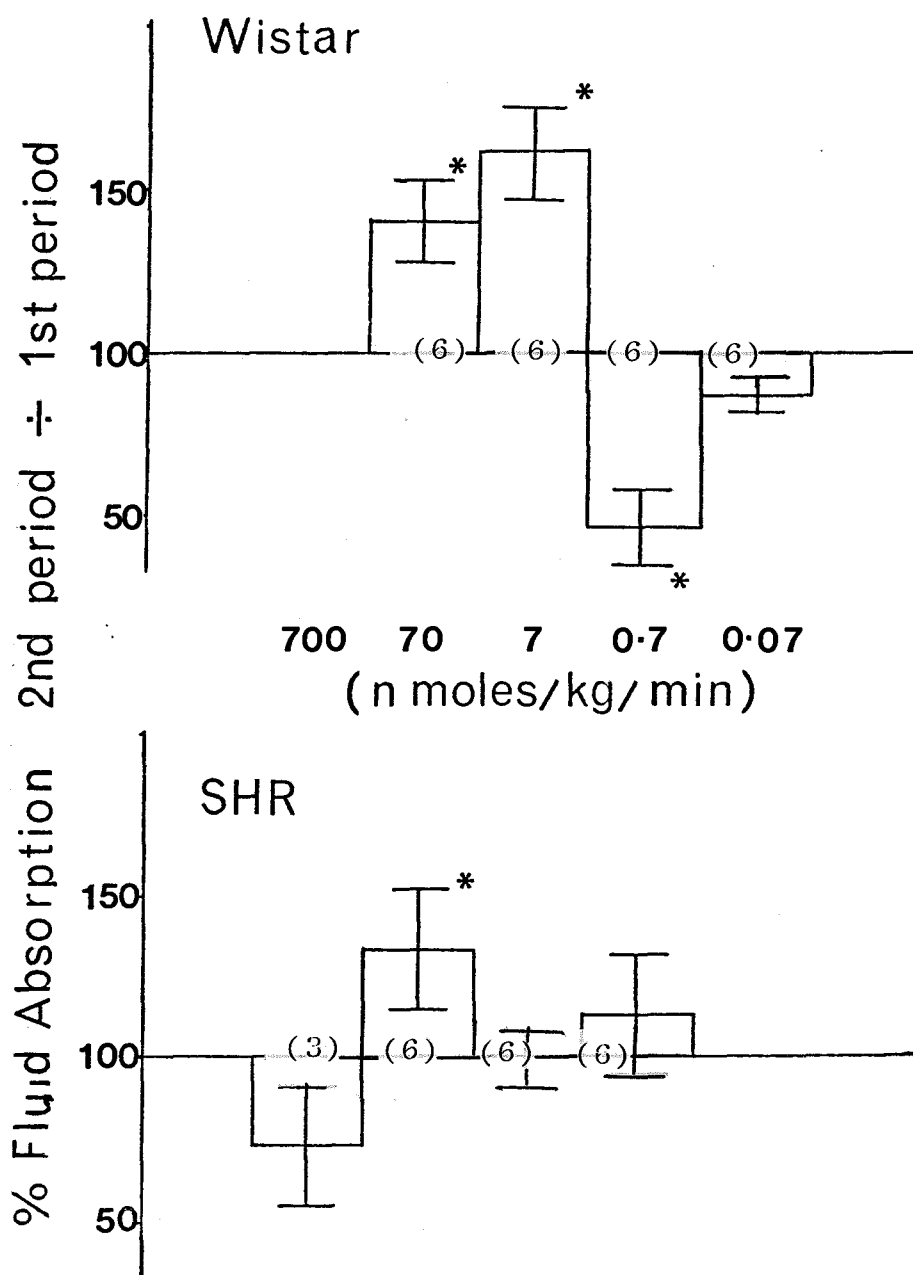 % Fluid Absorption 2nd period ÷ 1st period
Wistar
*
*
150
100
(6) (6) (6) (6)
50
*
700 70 7 0·7 0·07
(n moles/kg/min)
SHR
*
150
100
(3) (6) (6) (6)
50